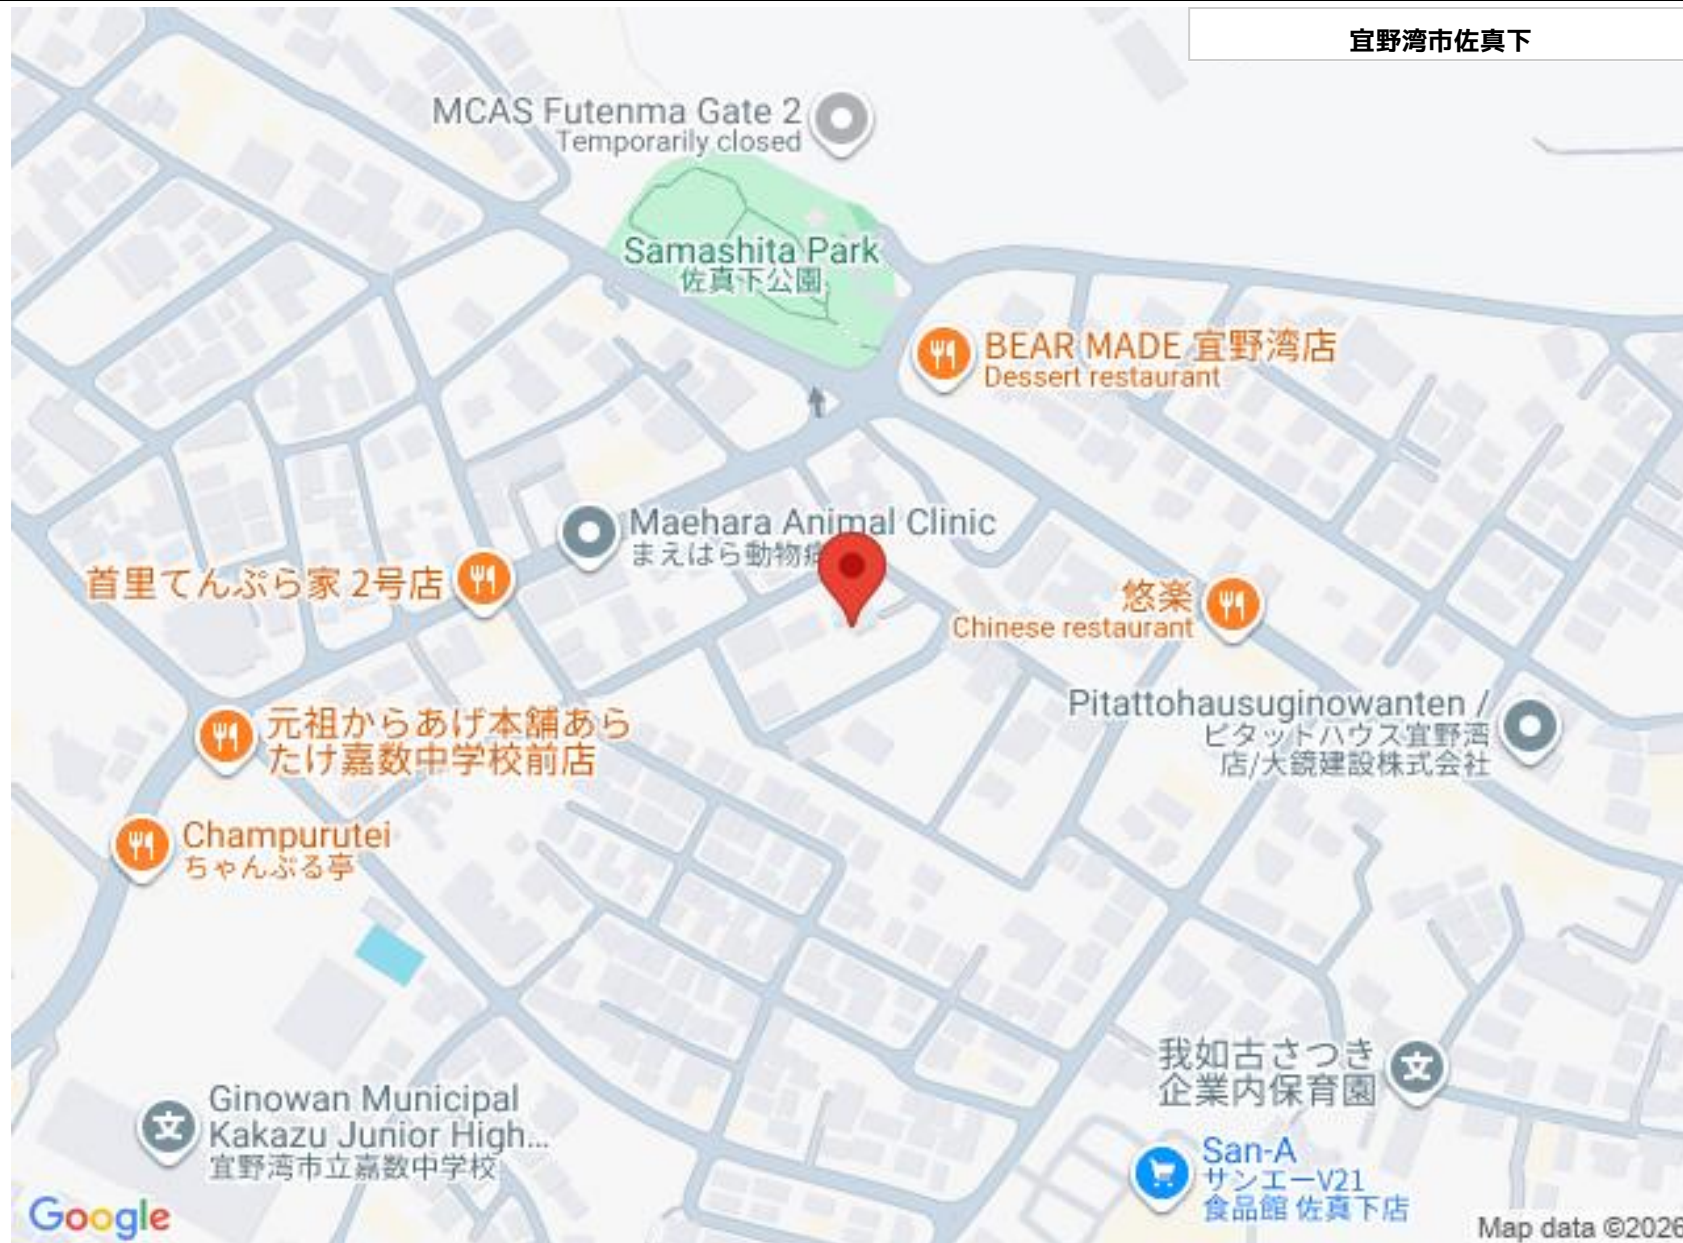 宜野湾市佐真下
MCAS Futenma Gate 2
Temporarily closed
Samashita Park
佐真下公園
BEAR MADE 宜野湾店
Dessert restaurant
Maehara Animal Clinic
まえはら動物病
首里てんぷら家 2号店
悠楽
Chinese restaurant
元祖からあげ本舗あら
たけ嘉数中学校前店
Pitattohausuginowanten /
ピタットハウス宜野湾
店/大鏡建設株式会社
Champurutei
ちゃんぷる亭
我如古さつき
企業内保育園
Ginowan Municipal
Kakazu Junior High...
宜野湾市立嘉数中学校
San-A
サンエーV21
食品館 佐真下店
Google
Map data ©2026